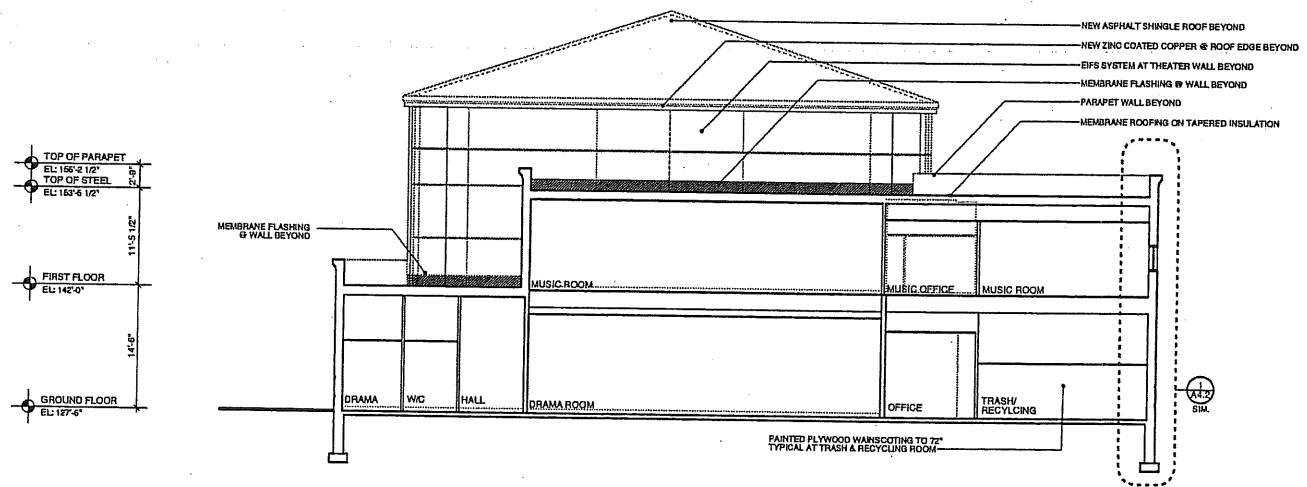 NEW ASPHALT SHINGLE ROOF BEYOND
NEW ZINC COATED COPPER @ ROOF EDGE BEYOND
EIFS SYSTEM AT THEATER WALL BEYOND
MEMBRANE FLASHING @ WALL BEYOND
PARAPET WALL BEYOND
MEMBRANE ROOFING ON TAPERED INSULATION
TOP OF PARAPET
EL: 156'-2 1/2"
2'-9"
TOP OF STEEL
EL: 153'-5 1/2"
11'-5 1/2"
MEMBRANE FLASHING
@ WALL BEYOND
FIRST FLOOR
EL: 142'-0"
MUSIC ROOM
MUSIC OFFICE
MUSIC ROOM
14'-6"
GROUND FLOOR
EL: 127'-6"
DRAMA
W/C
HALL
DRAMA ROOM
OFFICE
TRASH/
RECYLCING
1
A4.2
SIM.
PAINTED PLYWOOD WAINSCOTING TO 72"
TYPICAL AT TRASH & RECYCLING ROOM